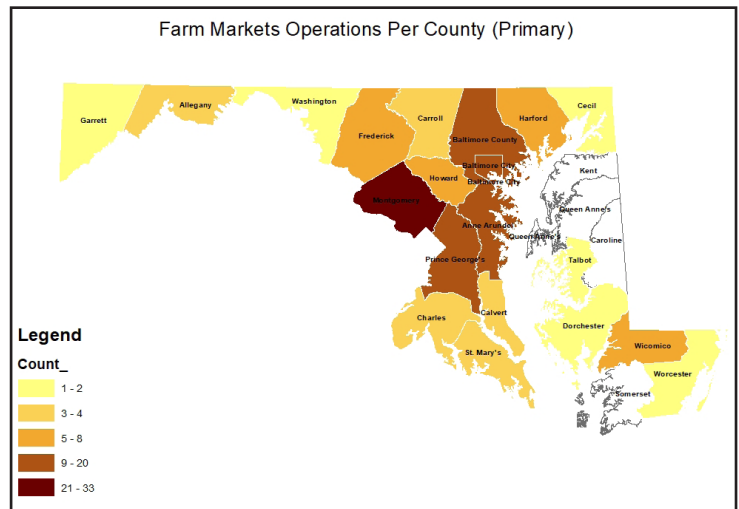 Farm Markets Operations Per County (Primary)
Garrett
Allegany
Washington
Frederick
Carroll
Baltimore County
Harford
Cecil
Baltimore City
Baltimore City
Howard
Montgomery
Anne Arundel
Prince George's
Kent
Queen Anne's
Queen Anne's
Caroline
Talbot
Charles
Calvert
St. Mary's
Dorchester
Wicomico
Worcester
Somerset
Legend
Count_
1 - 2
3 - 4
5 - 8
9 - 20
21 - 33